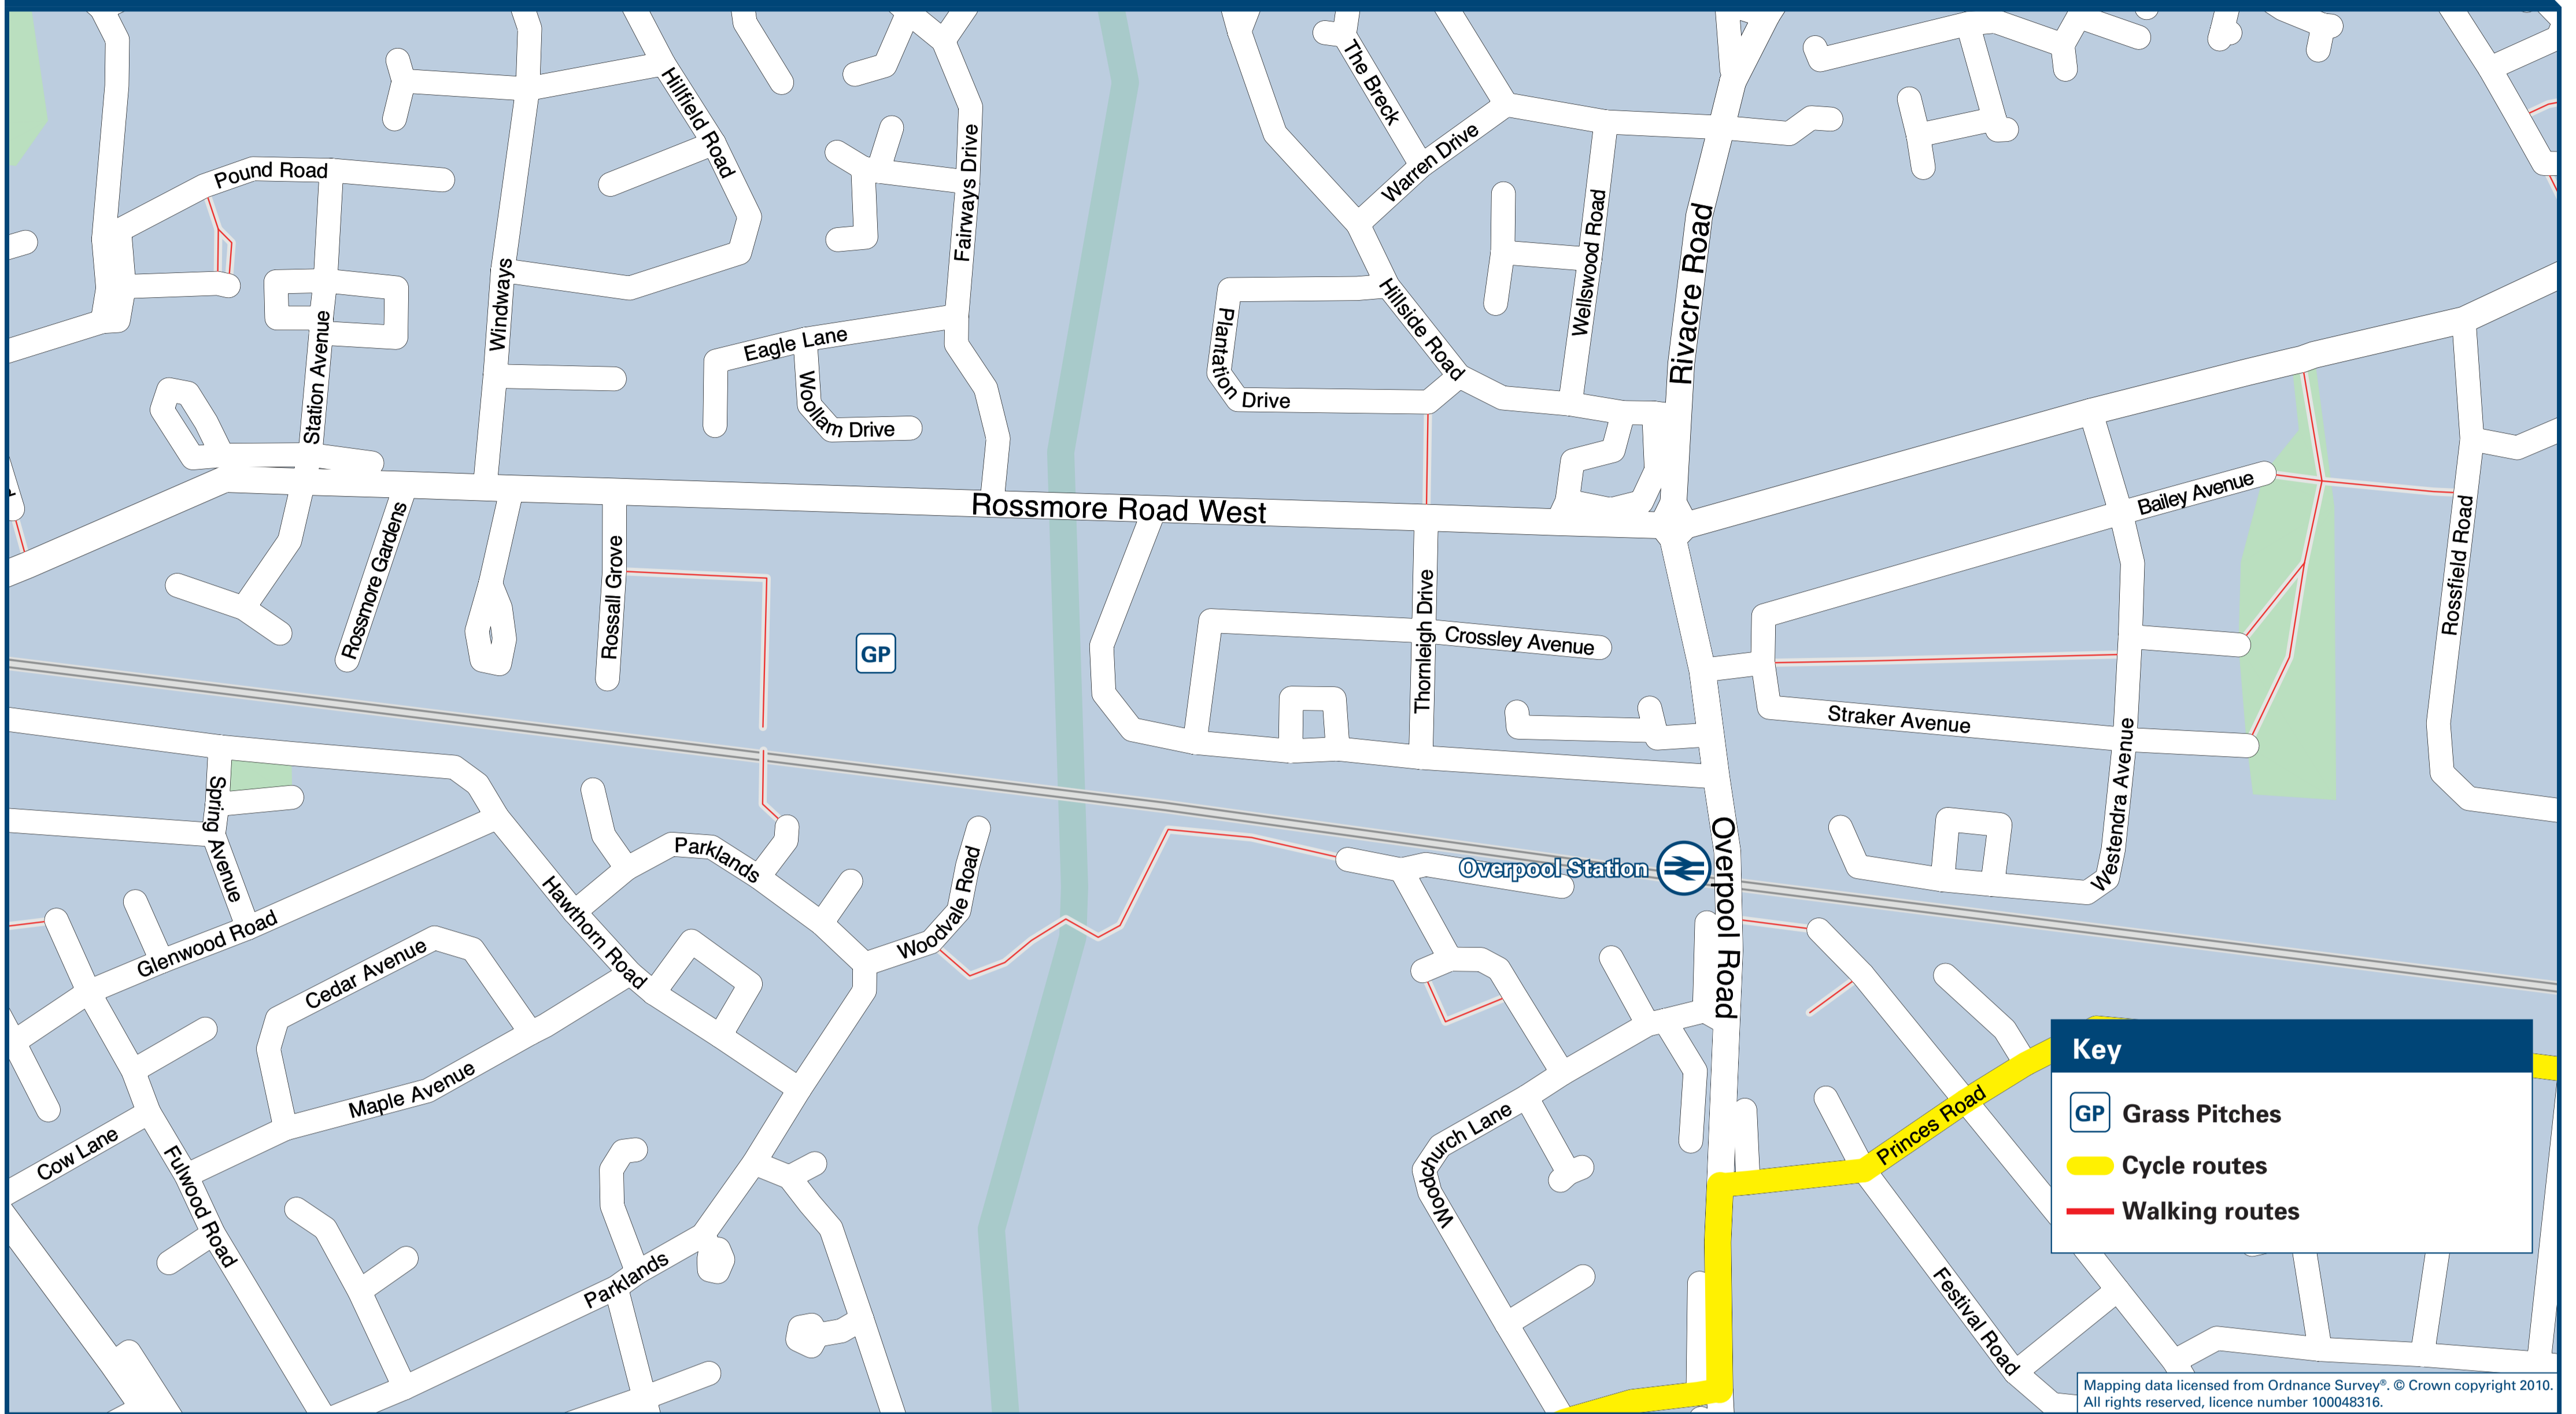 The Breck
Hillfield Road
Pound Road
Fairways Drive
Warren Drive
Wellswood Road
Rivacre Road
Windways
Hillside Road
Plantation
Drive
Station Avenue
Eagle Lane
Woollam Drive
Bailey Avenue
Rossmore Road West
Rossmore Gardens
Rossall Grove
GP
Thornleigh Drive
Crossley Avenue
Rossfield Road
Straker Avenue
Westendra Avenue
Spring Avenue
Parklands
Overpool Station
Overpool Road
Woodvale Road
Hawthorn Road
Glenwood Road
Cedar Avenue
Maple Avenue
Cow Lane
Fulwood Road
Parklands
Woodchurch Lane
Princes Road
Festival Road
Key
GP Grass Pitches
Cycle routes
Walking routes
Mapping data licensed from Ordnance Survey®. © Crown copyright 2010.
All rights reserved, licence number 100048316.